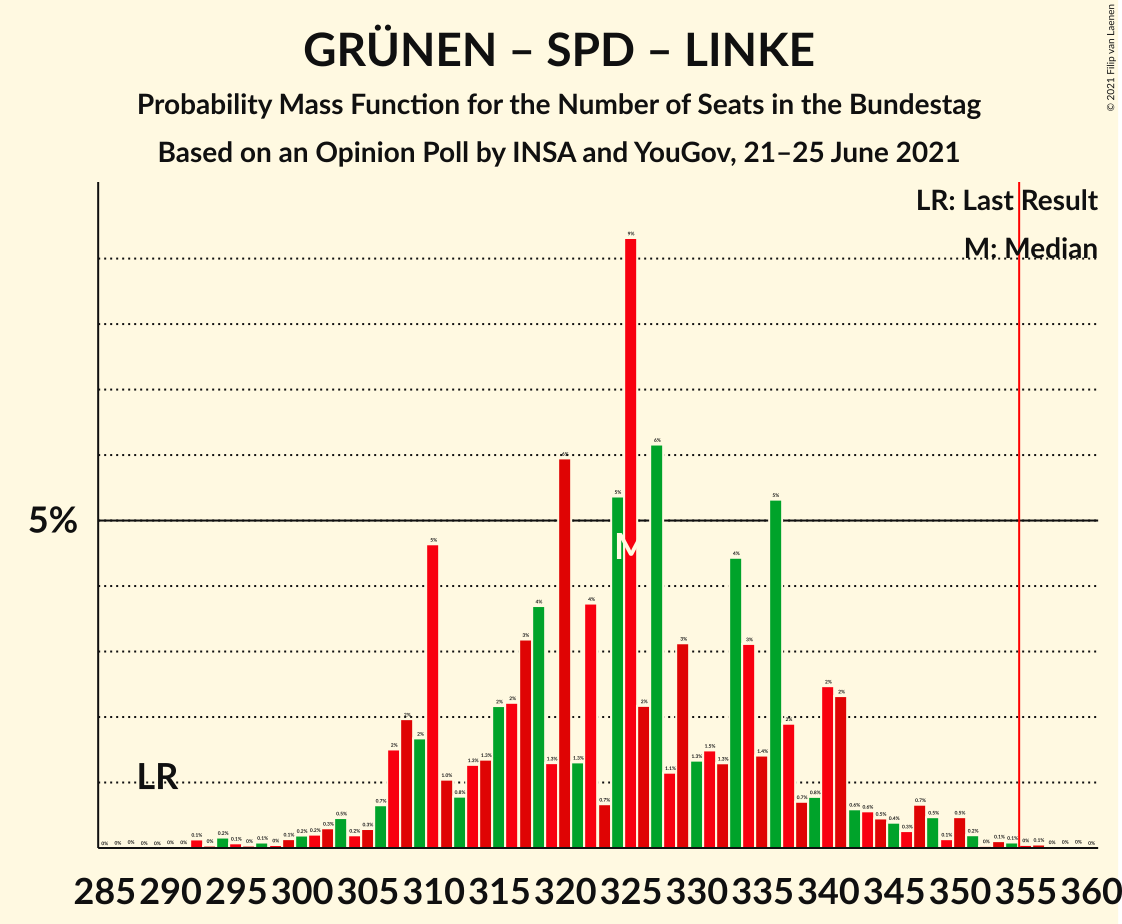 GRÜNEN – SPD – LINKE
Probability Mass Function for the Number of Seats in the Bundestag
Based on an Opinion Poll by INSA and YouGov, 21–25 June 2021
© 2021 Filip van Laenen
LR: Last Result
M: Median
5%
LR
M
285 290 295 300 305 310 315 320 325 330 335 340 345 350 355 360